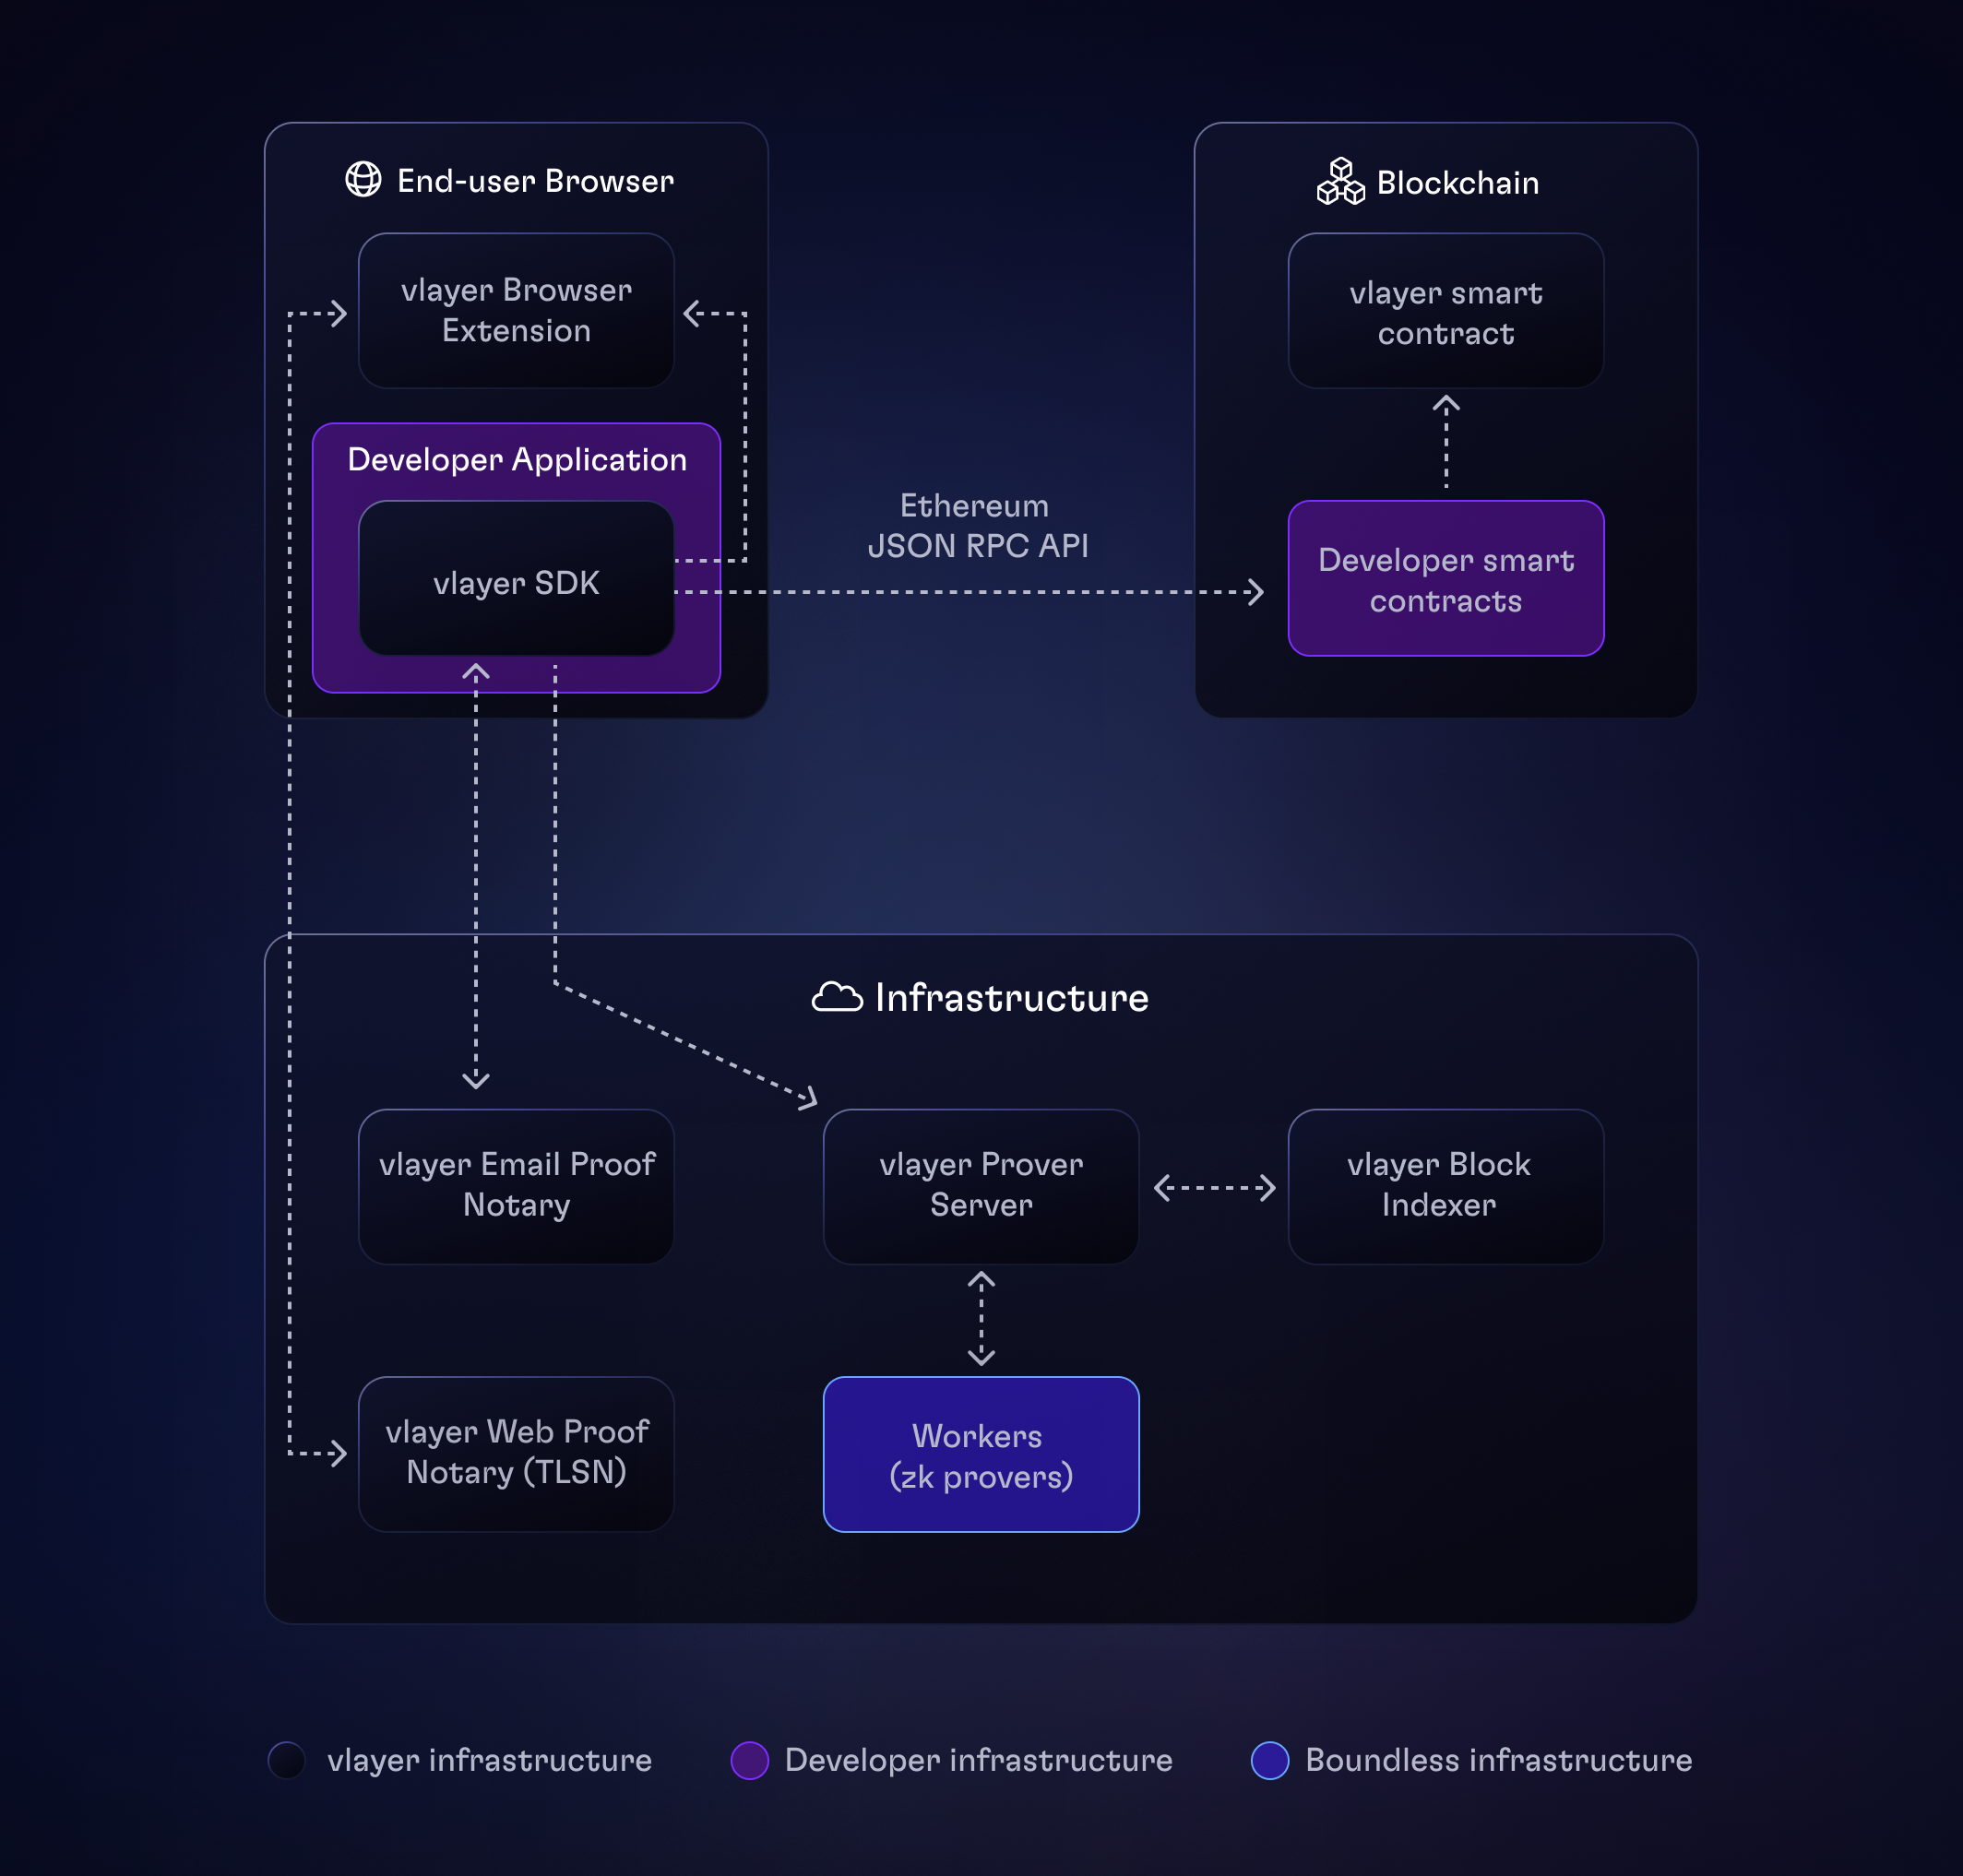 End-user Browser
vlayer Browser
Extension
Developer Application
vlayer SDK
Ethereum
JSON RPC API
Blockchain
vlayer smart
contract
Developer smart
contracts
Infrastructure
vlayer Email Proof
Notary
vlayer Prover
Server
vlayer Block
Indexer
vlayer Web Proof
Notary (TLSN)
Workers
(zk provers)
vlayer infrastructure
Developer infrastructure
Boundless infrastructure